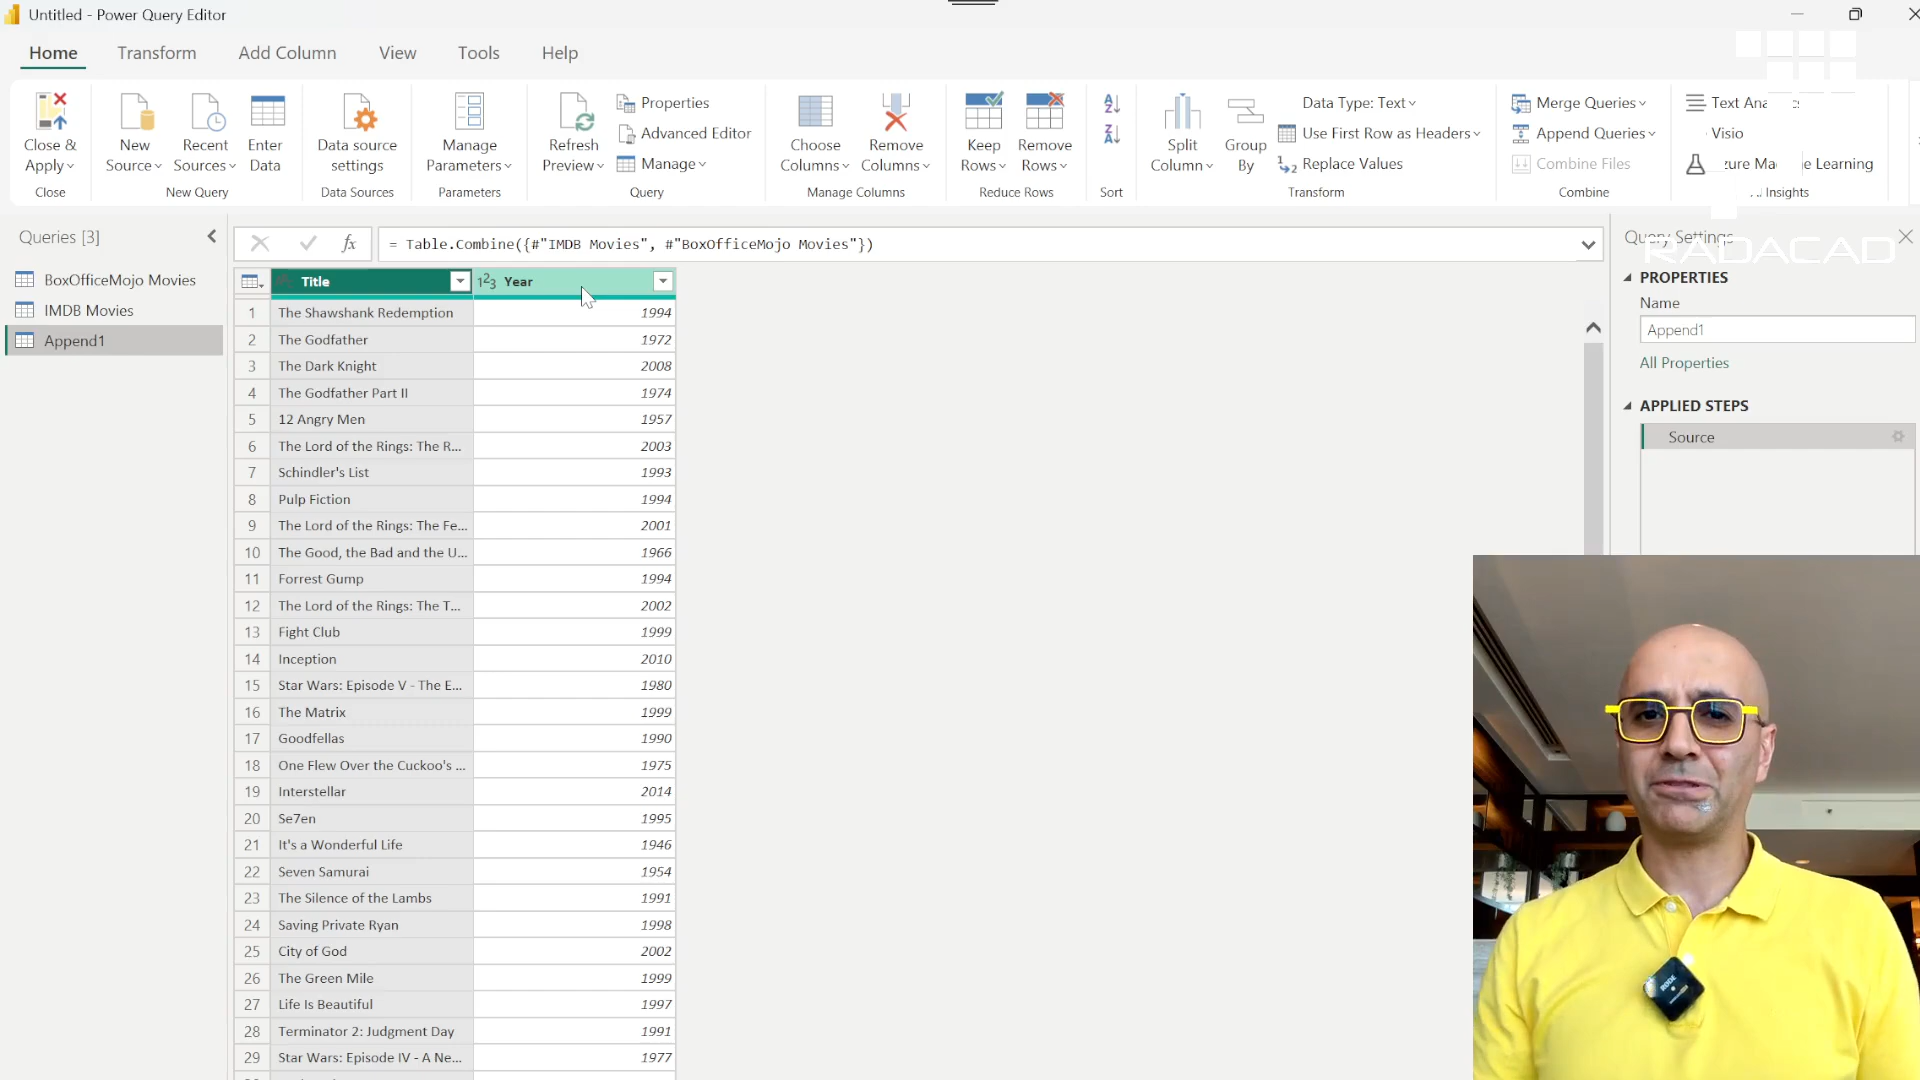 Untitled - Power Query Editor
Home Transform Add Column View Tools Help
Close & Apply
New Source
Recent Sources
Enter Data
Data source settings
Manage Parameters
Refresh Preview
Properties
Advanced Editor
Manage
Choose Columns
Remove Columns
Keep Rows
Remove Rows
Split Column
Group By
Data Type: Text
Use First Row as Headers
Replace Values
Merge Queries
Append Queries
Combine Files
Text
Visio
Learning
Close New Query Data Sources Parameters Query Manage Columns Reduce Rows Sort Transform Combine Insights
Queries [3]
BoxOfficeMojo Movies
IMDB Movies
Append1
fx = Table.Combine({#"IMDB Movies", #"BoxOfficeMojo Movies"})
Title 123 Year
1 The Shawshank Redemption 1994
2 The Godfather 1972
3 The Dark Knight 2008
4 The Godfather Part II 1974
5 12 Angry Men 1957
6 The Lord of the Rings: The R... 2003
7 Schindler's List 1993
8 Pulp Fiction 1994
9 The Lord of the Rings: The Fe... 2001
10 The Good, the Bad and the U... 1966
11 Forrest Gump 1994
12 The Lord of the Rings: The T... 2002
13 Fight Club 1999
14 Inception 2010
15 Star Wars: Episode V - The E... 1980
16 The Matrix 1999
17 Goodfellas 1990
18 One Flew Over the Cuckoo's ... 1975
19 Interstellar 2014
20 Se7en 1995
21 It's a Wonderful Life 1946
22 Seven Samurai 1954
23 The Silence of the Lambs 1991
24 Saving Private Ryan 1998
25 City of God 2002
26 The Green Mile 1999
27 Life Is Beautiful 1997
28 Terminator 2: Judgment Day 1991
29 Star Wars: Episode IV - A Ne... 1977
Query Settings
RADACAD
PROPERTIES
Name
Append1
All Properties
APPLIED STEPS
Source
RODE